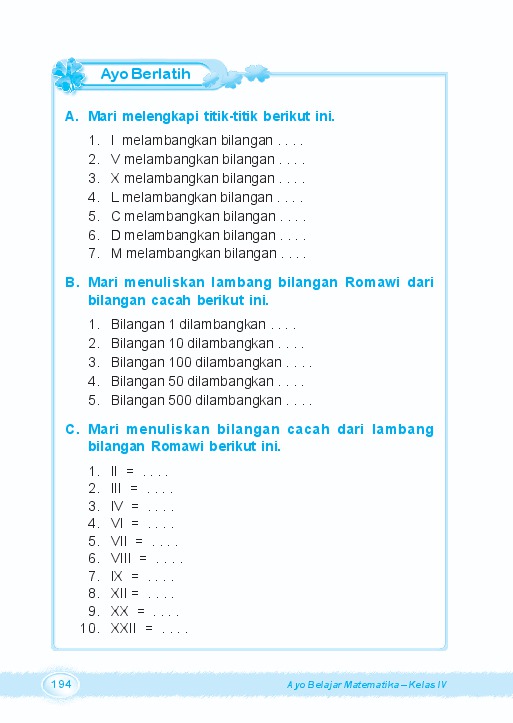 Ayo Berlatih
A. Mari melengkapi titik-titik berikut ini.
1. I melambangkan bilangan . . . .
2. V melambangkan bilangan . . . .
3. X melambangkan bilangan . . . .
4. L melambangkan bilangan . . . .
5. C melambangkan bilangan . . . .
6. D melambangkan bilangan . . . .
7. M melambangkan bilangan . . . .
B. Mari menuliskan lambang bilangan Romawi dari
bilangan cacah berikut ini.
1. Bilangan 1 dilambangkan . . . .
2. Bilangan 10 dilambangkan . . . .
3. Bilangan 100 dilambangkan . . . .
4. Bilangan 50 dilambangkan . . . .
5. Bilangan 500 dilambangkan . . . .
C. Mari menuliskan bilangan cacah dari lambang
bilangan Romawi berikut ini.
1. II = . . . .
2. III = . . . .
3. IV = . . . .
4. VI = . . . .
5. VII = . . . .
6. VIII = . . . .
7. IX = . . . .
8. XII = . . . .
9. XX = . . . .
10. XXII = . . . .
194 Ayo Belajar Matematika – Kelas IV